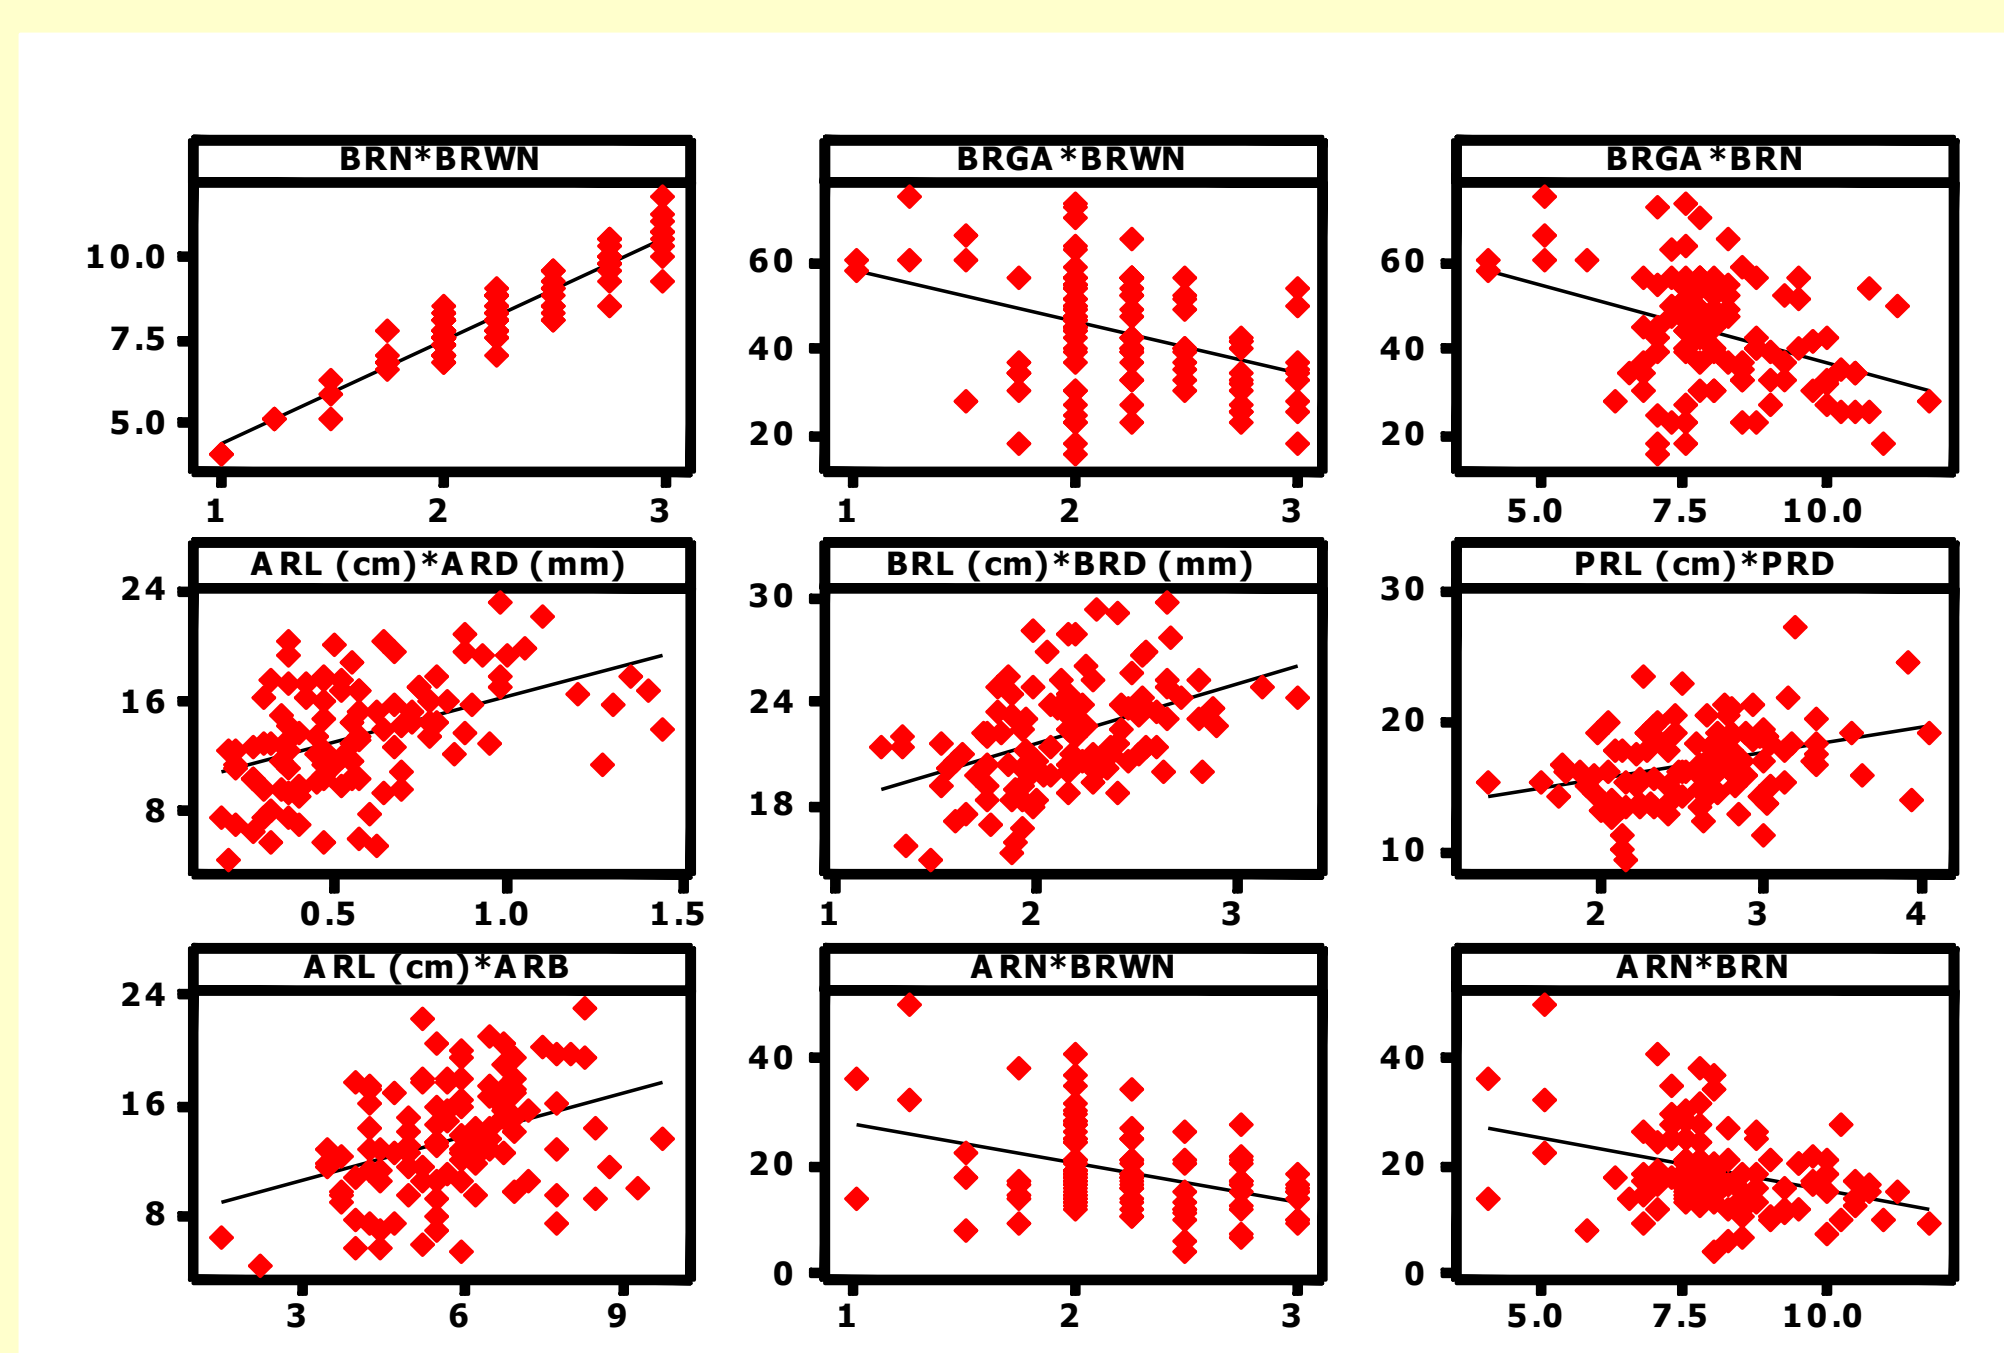 BRN*BRWN
10.0
7.5
5.0
1 2 3
BRGA*BRWN
60
40
20
1 2 3
BRGA*BRN
60
40
20
5.0 7.5 10.0
ARL (cm)*ARD (mm)
24
16
8
0.5 1.0 1.5
BRL (cm)*BRD (mm)
30
24
18
1 2 3
PRL (cm)*PRD
30
20
10
2 3 4
ARL (cm)*ARB
24
16
8
3 6 9
ARN*BRWN
40
20
0
1 2 3
ARN*BRN
40
20
0
5.0 7.5 10.0